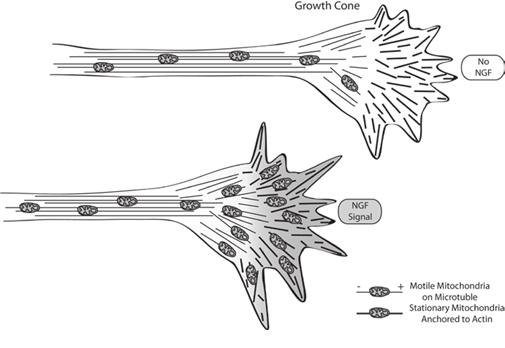 Growth Cone
No
NGF
NGF
Signal
- +
Motile Mitochondria
on Microtuble
Stationary Mitochondria
Anchored to Actin